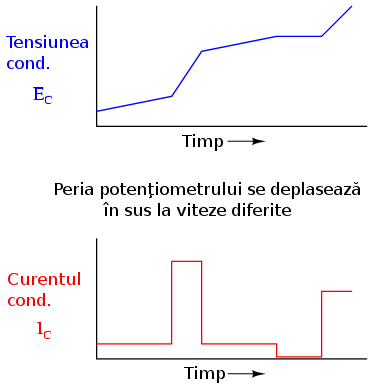 Tensiunea
cond.
EC
Timp
Peria potenţiometrului se deplasează
în sus la viteze diferite
Curentul
cond.
IC
Timp